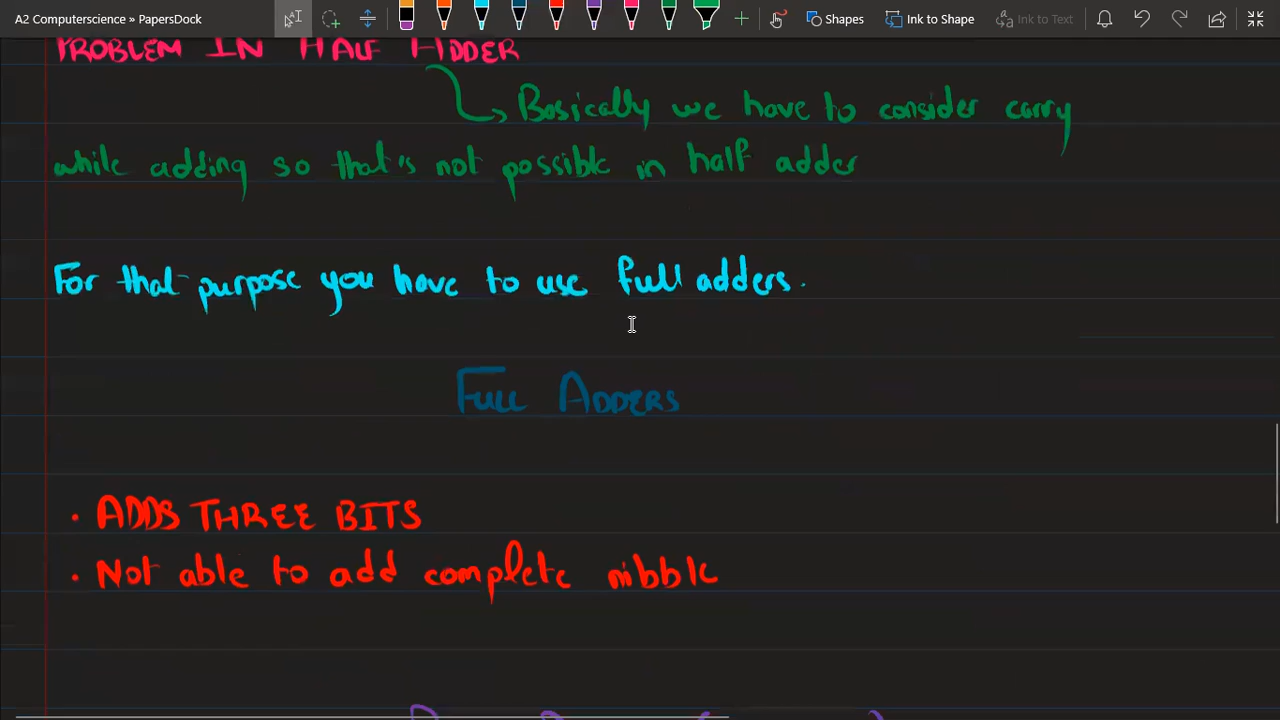 A2 Computerscience » PapersDock
Shapes
Ink to Shape
Ink to Text
PROBLEM IN HALF ADDER
Basically we have to consider carry
while adding so that's not possible in half adder
For that purpose you have to use full adders.
FULL ADDERS
· ADDS THREE BITS
· Not able to add complete nibble